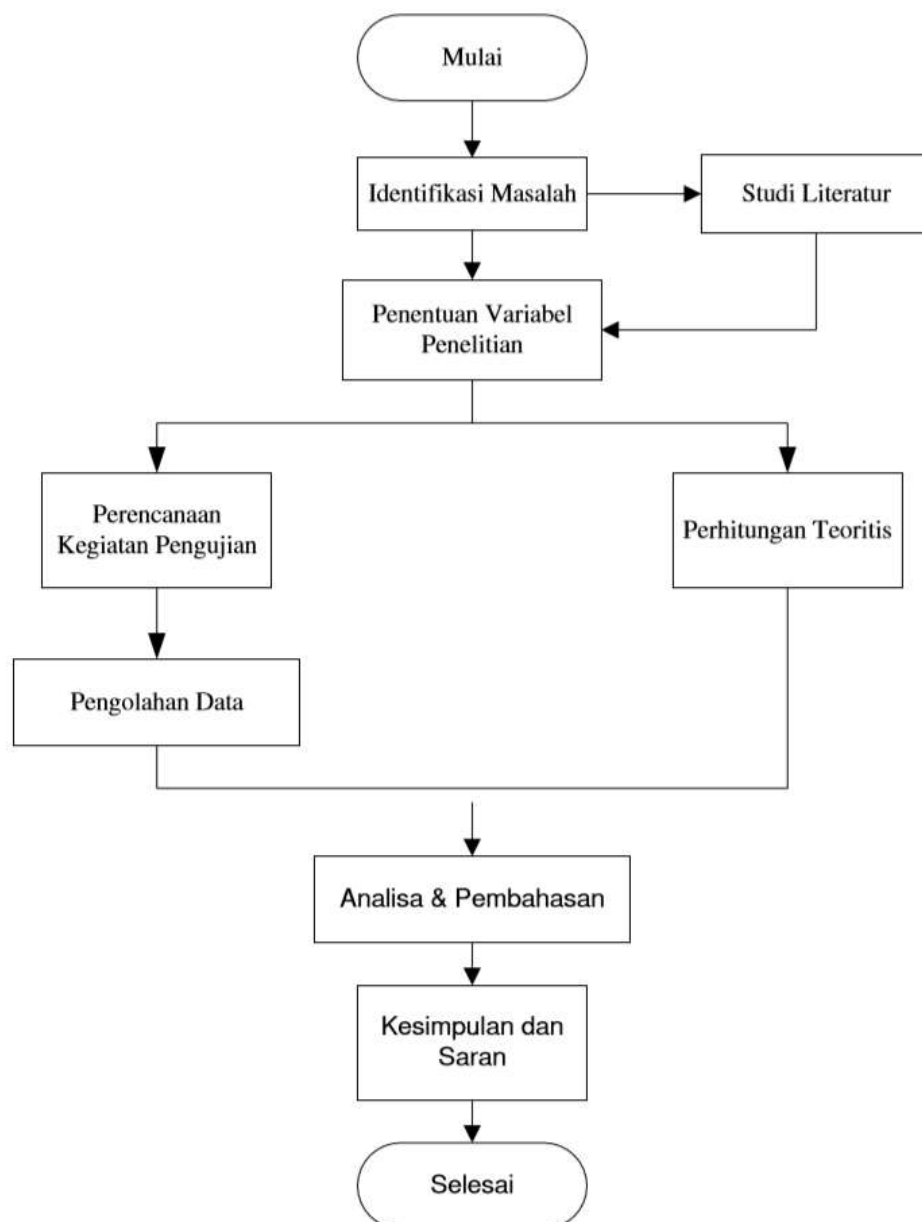 Mulai
Identifikasi Masalah
Studi Literatur
Penentuan Variabel
Penelitian
Perencanaan
Kegiatan Pengujian
Perhitungan Teoritis
Pengolahan Data
Analisa & Pembahasan
Kesimpulan dan
Saran
Selesai